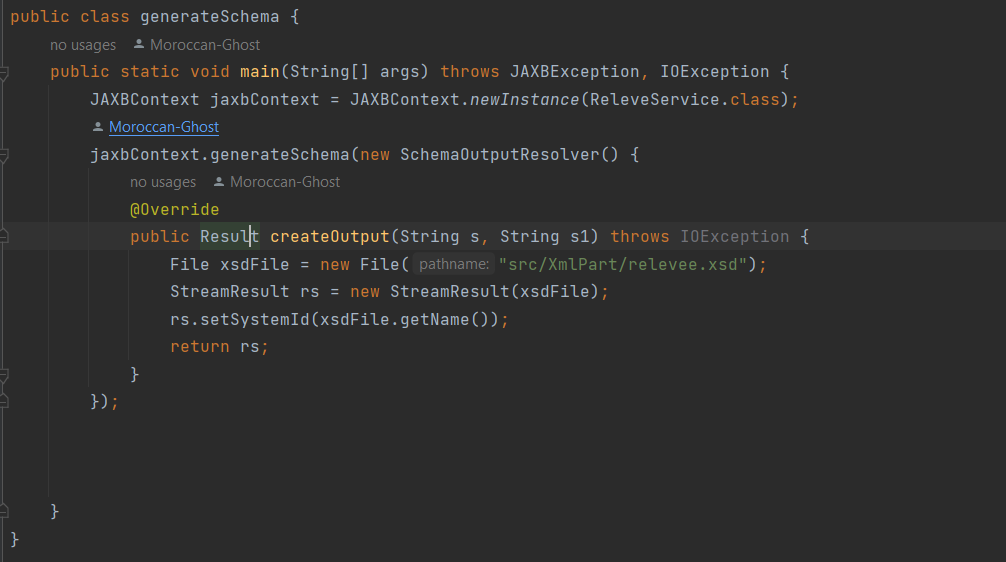 public class generateSchema {
no usages Moroccan-Ghost
public static void main(String[] args) throws JAXBException, IOException {
JAXBContext jaxbContext = JAXBContext.newInstance(ReleveService.class);
Moroccan-Ghost
jaxbContext.generateSchema(new SchemaOutputResolver() {
no usages Moroccan-Ghost
@Override
public Result createOutput(String s, String s1) throws IOException {
File xsdFile = new File( pathname: "src/XmlPart/relevee.xsd");
StreamResult rs = new StreamResult(xsdFile);
rs.setSystemId(xsdFile.getName());
return rs;
}
});
}
}